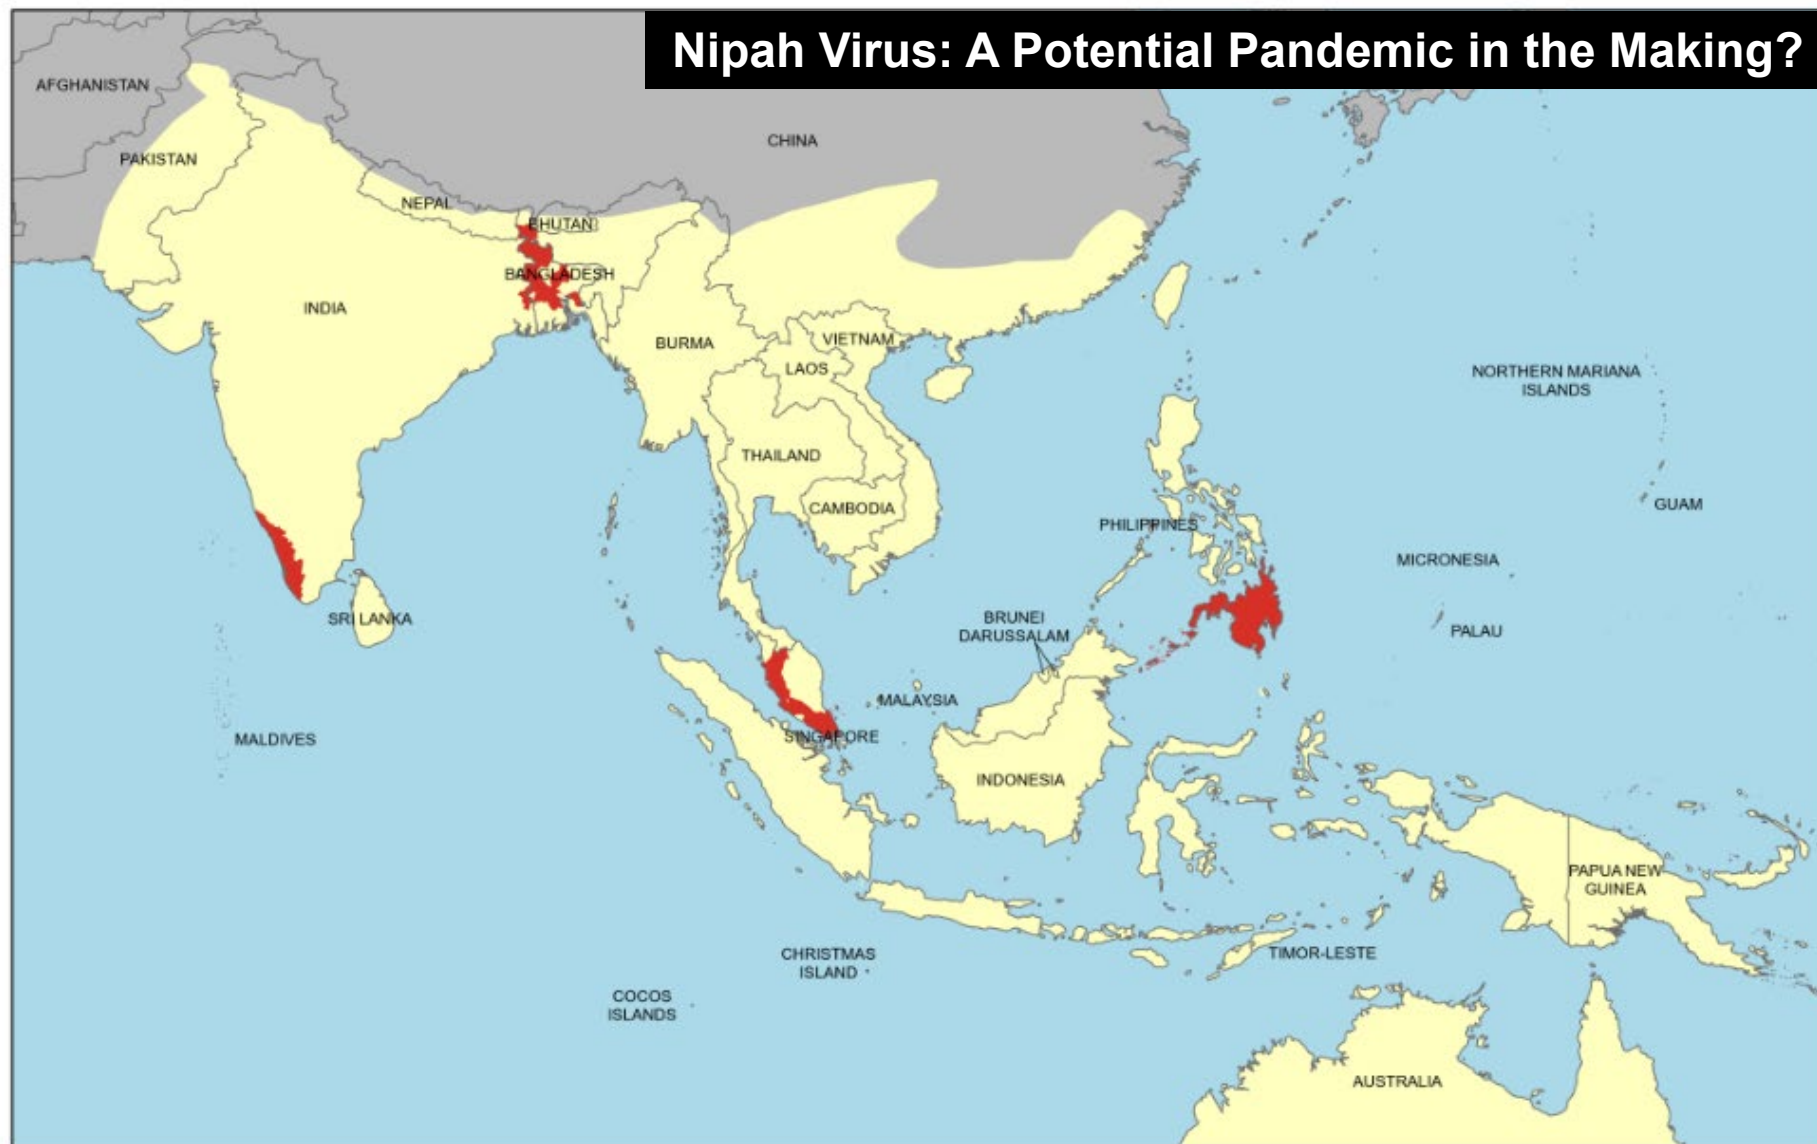 Nipah Virus: A Potential Pandemic in the Making?
AFGHANISTAN
CHINA
PAKISTAN
NEPAL
BHUTAN
BANGLADESH
INDIA
BURMA
VIETNAM
LAOS
NORTHERN MARIANA
ISLANDS
THAILAND
CAMBODIA
PHILIPPINES
GUAM
MICRONESIA
SRI LANKA
BRUNEI
DARUSSALAM
PALAU
MALAYSIA
MALDIVES
SINGAPORE
INDONESIA
PAPUA NEW
GUINEA
CHRISTMAS
ISLAND
TIMOR-LESTE
COCOS
ISLANDS
AUSTRALIA